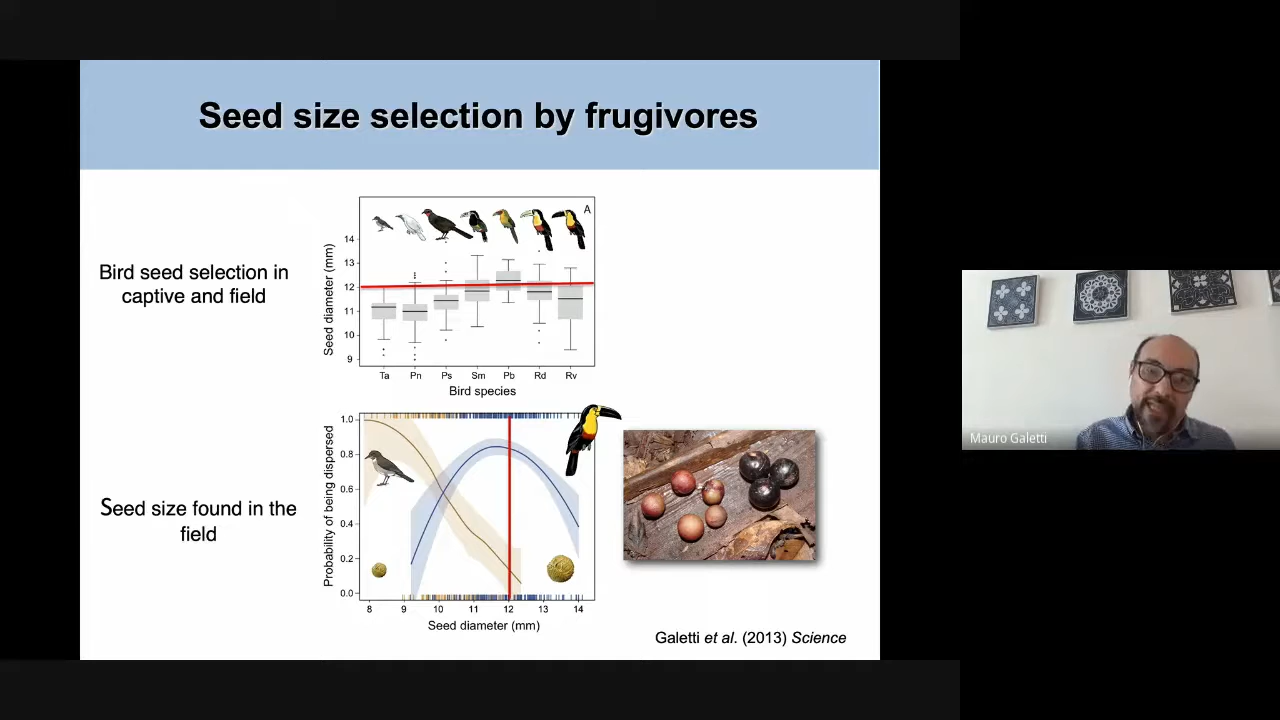 Seed size selection by frugivores
Bird seed selection in
captive and field
A
Seed diameter (mm)
14
13
12
11
10
9
Ta Pn Ps Sm Pb Rd Rv
Bird species
Seed size found in the
field
Probability of being dispersed
1.0
0.8
0.6
0.4
0.2
0.0
8 9 10 11 12 13 14
Seed diameter (mm)
Galetti et al. (2013) Science
Mauro Galetti